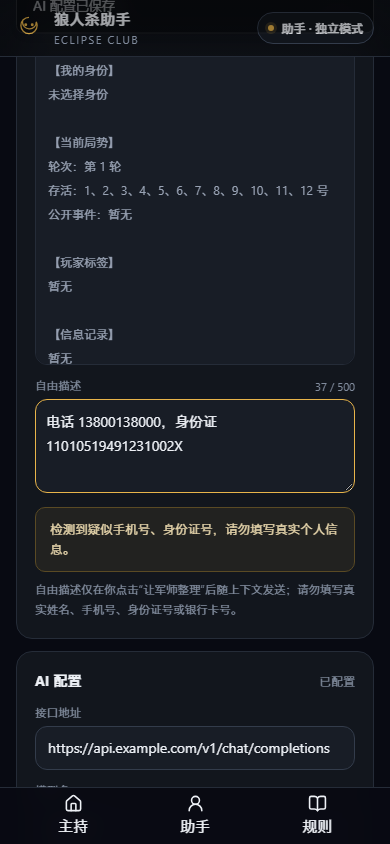 AI 配置已保存
狼人杀助手
ECLIPSE CLUB
助手 · 独立模式
【我的身份】
未选择身份
【当前局势】
轮次：第 1 轮
存活：1、2、3、4、5、6、7、8、9、10、11、12 号
公开事件：暂无
【玩家标签】
暂无
【信息记录】
暂无
自由描述
37 / 500
电话 13800138000，身份证
11010519491231002X
检测到疑似手机号、身份证号，请勿填写真实个人信
息。
自由描述仅在你点击“让军师整理”后随上下文发送；请勿填写真
实姓名、手机号、身份证号或银行卡号。
AI 配置
已配置
接口地址
https://api.example.com/v1/chat/completions
主持
助手
规则